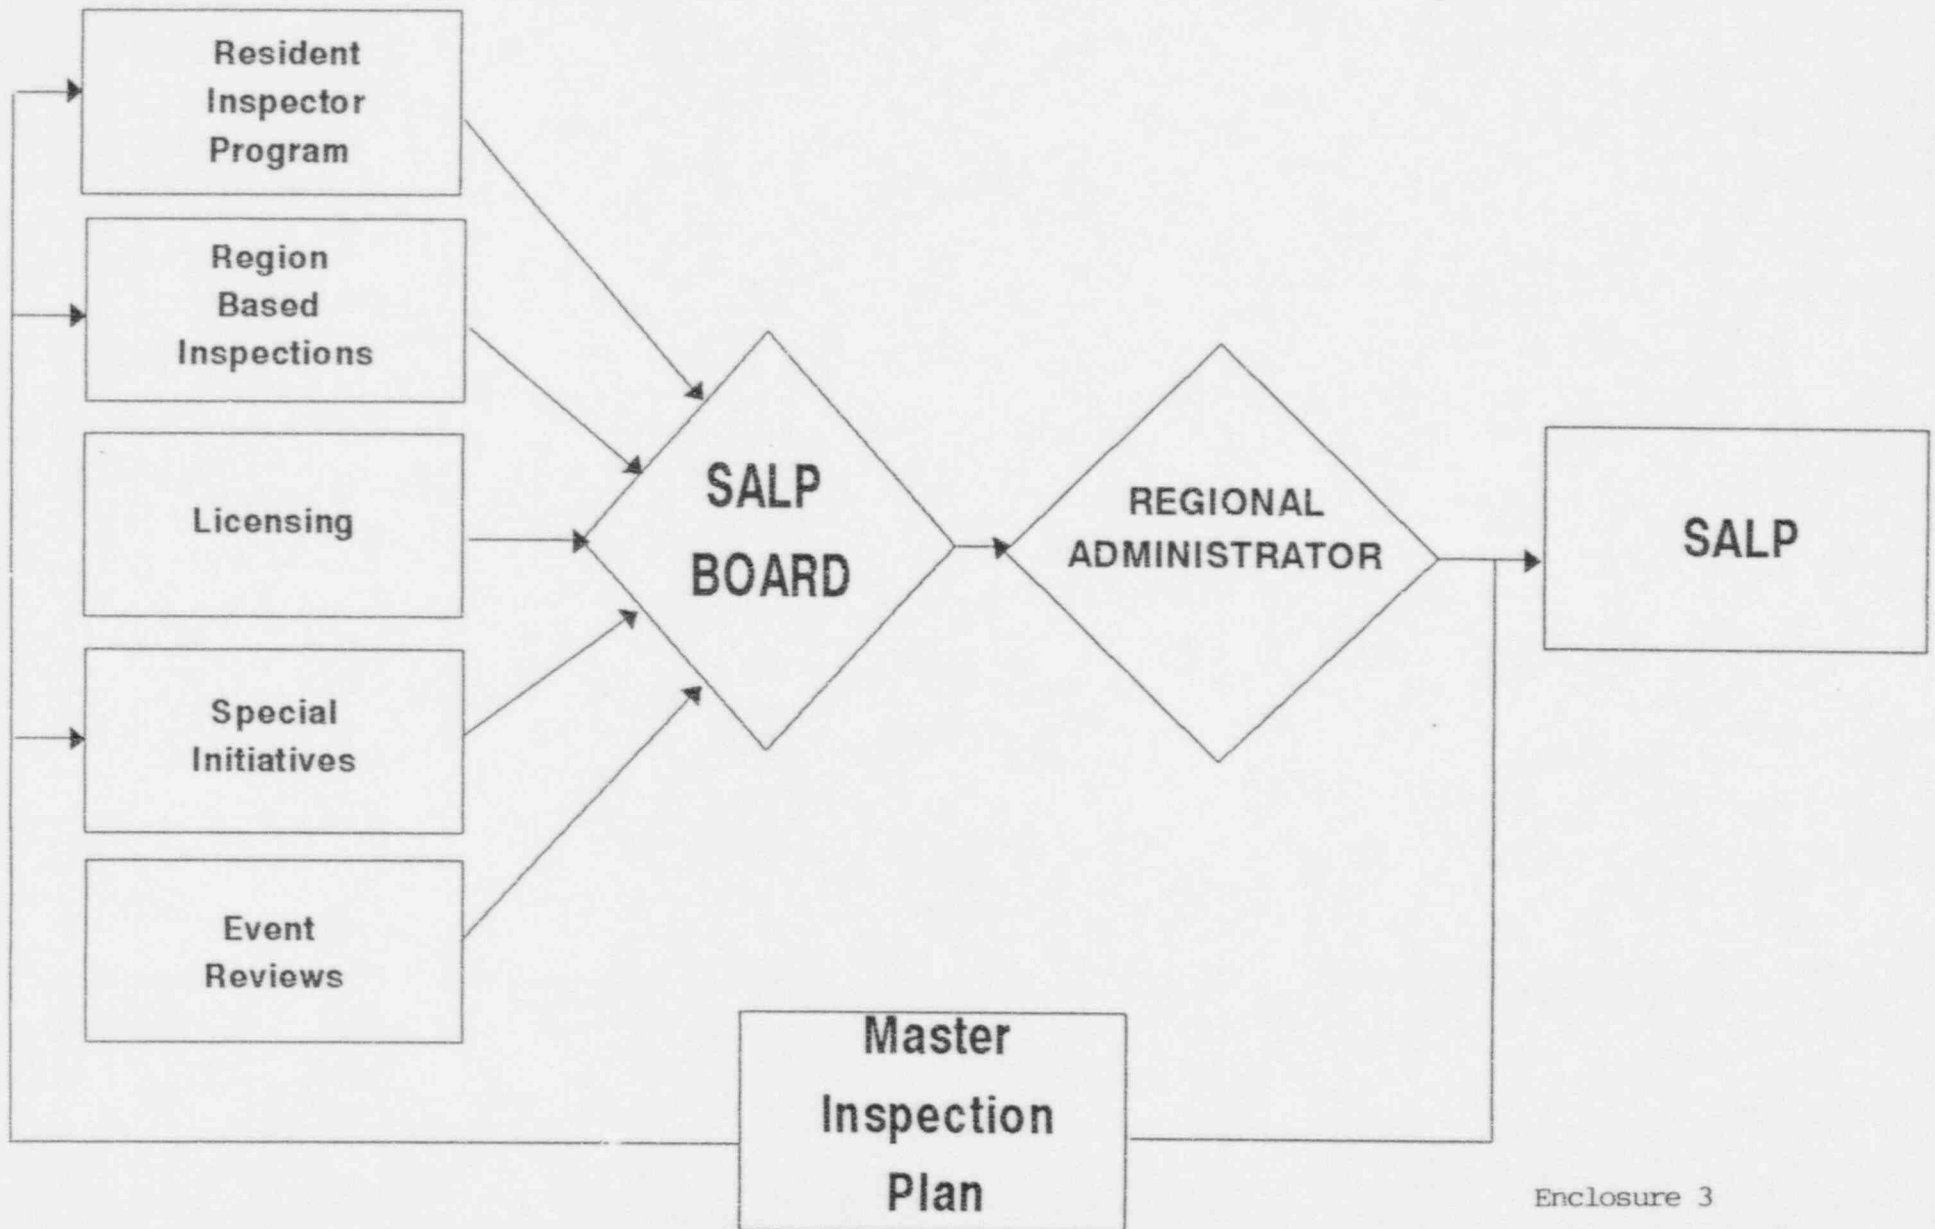 Resident
Inspector
Program
Region
Based
Inspections
Licensing
Special
Initiatives
Event
Reviews
SALP
BOARD
REGIONAL
ADMINISTRATOR
SALP
Master
Inspection
Plan
Enclosure 3